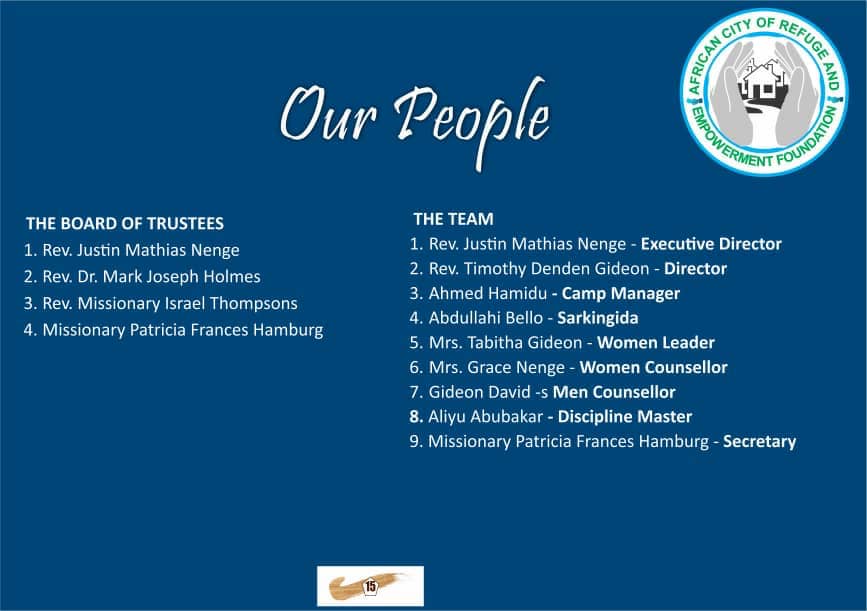 AFRICAN CITY OF REFUGE AND
EMPOWERMENT FOUNDATION
Our People
THE BOARD OF TRUSTEES
1. Rev. Justin Mathias Nenge
2. Rev. Dr. Mark Joseph Holmes
3. Rev. Missionary Israel Thompsons
4. Missionary Patricia Frances Hamburg
THE TEAM
1. Rev. Justin Mathias Nenge - Executive Director
2. Rev. Timothy Denden Gideon - Director
3. Ahmed Hamidu - Camp Manager
4. Abdullahi Bello - Sarkingida
5. Mrs. Tabitha Gideon - Women Leader
6. Mrs. Grace Nenge - Women Counsellor
7. Gideon David -s Men Counsellor
8. Aliyu Abubakar - Discipline Master
9. Missionary Patricia Frances Hamburg - Secretary
15